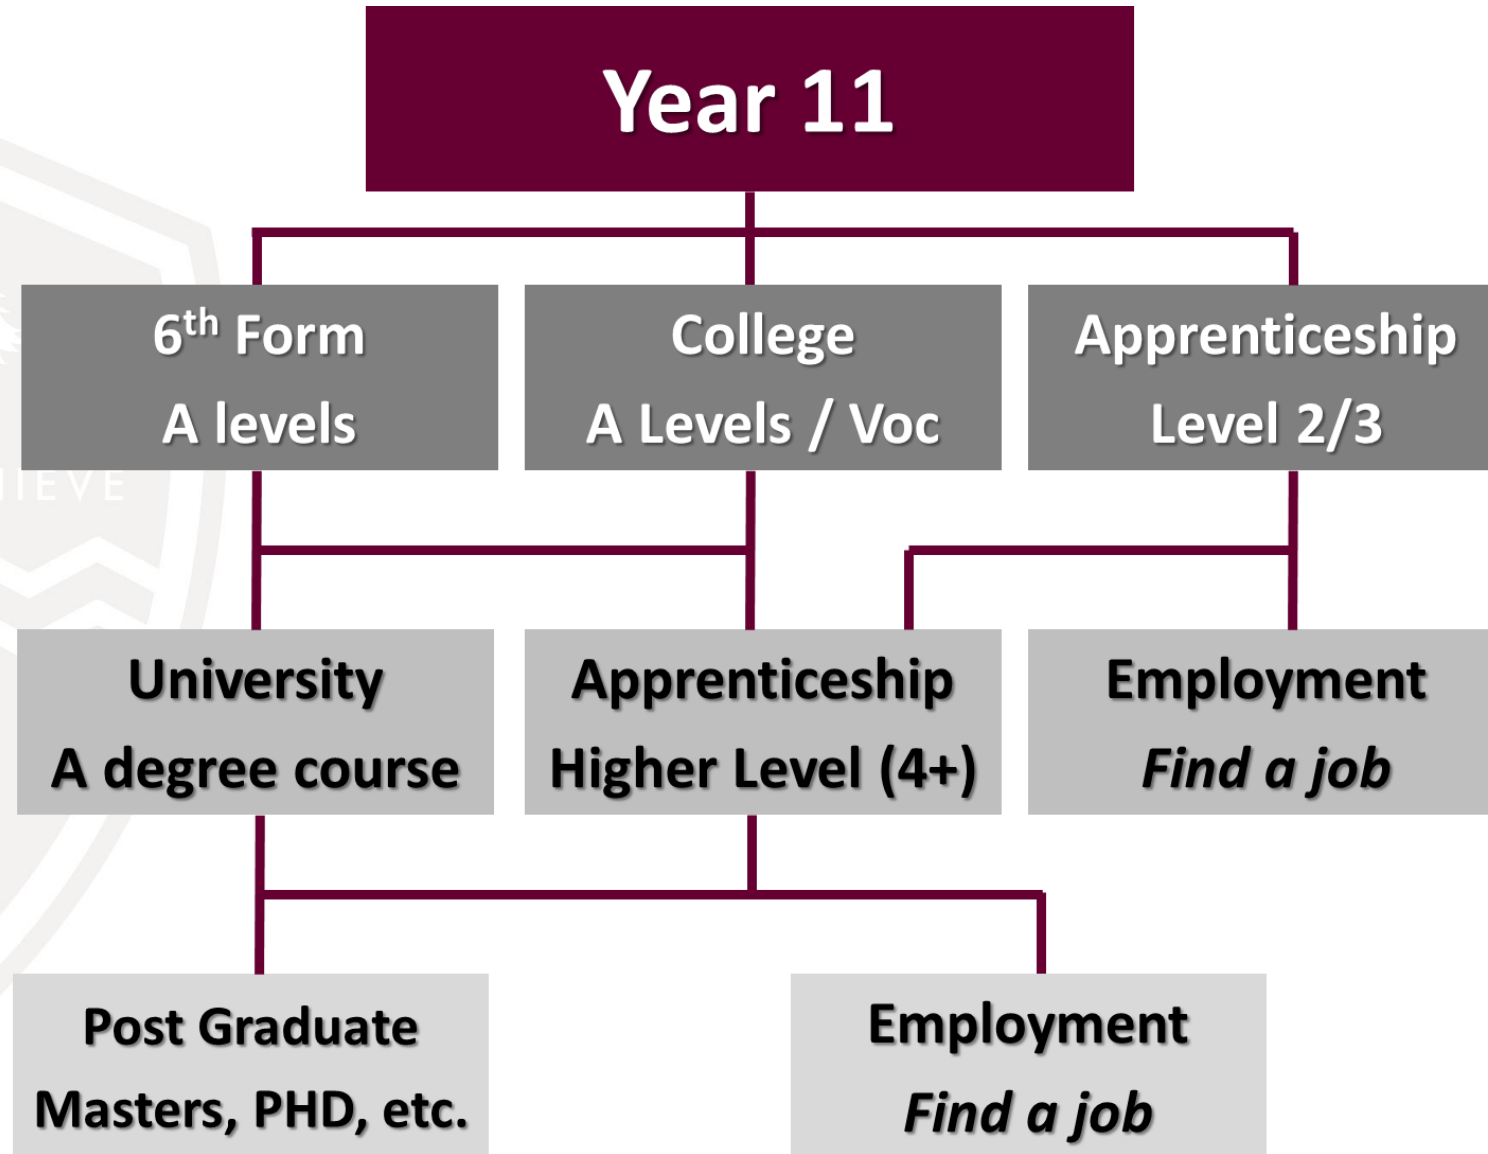 Year 11
6th Form
A levels
College
A Levels / Voc
Apprenticeship
Level 2/3
HIEVE
University
A degree course
Apprenticeship
Higher Level (4+)
Employment
Find a job
Post Graduate
Masters, PHD, etc.
Employment
Find a job